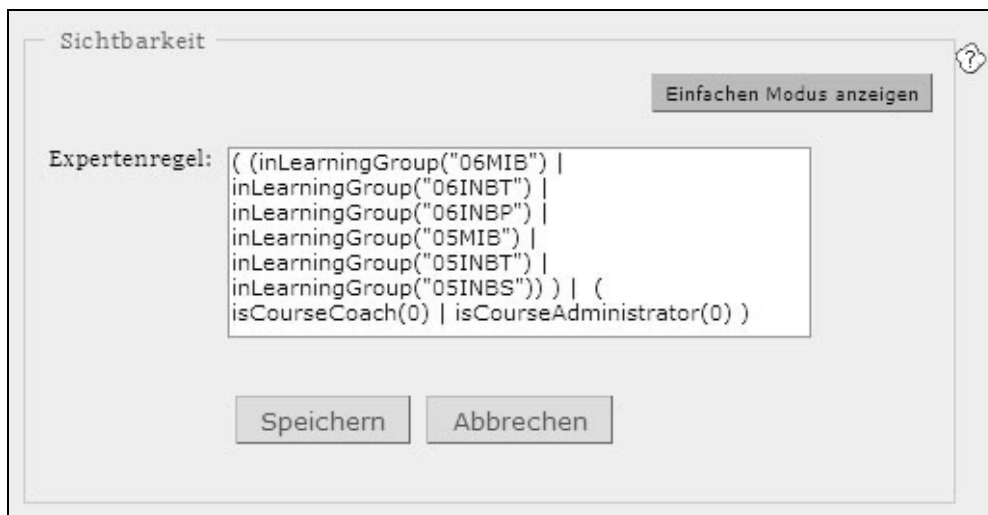 Sichtbarkeit
?
Einfachen Modus anzeigen
Expertenregel:
( (inLearningGroup("06MIB") |
inLearningGroup("06INBT") |
inLearningGroup("06INBP") |
inLearningGroup("05MIB") |
inLearningGroup("05INBT") |
inLearningGroup("05INBS")) ) | (
isCourseCoach(0) | isCourseAdministrator(0) )
Speichern Abbrechen